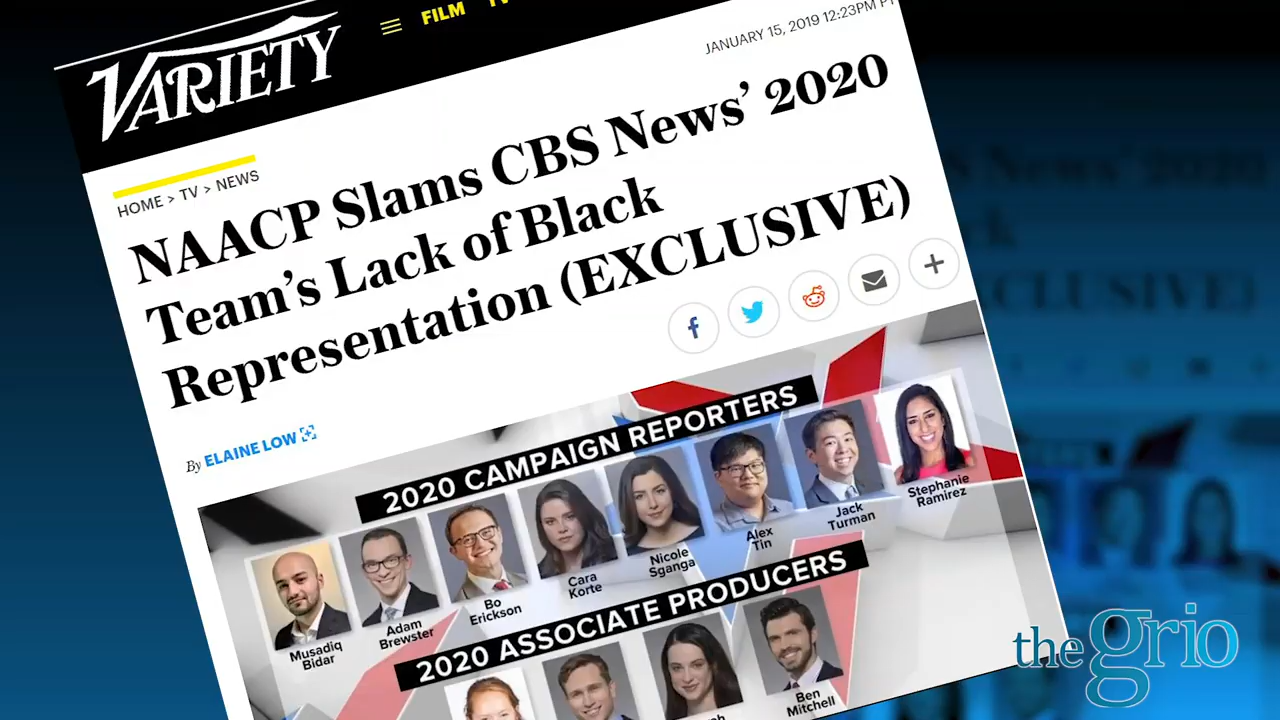 VARIETY
FILM
JANUARY 15, 2019 12:23PM PT
HOME > TV > NEWS
NAACP Slams CBS News’ 2020
Team’s Lack of Black
Representation (EXCLUSIVE)
By ELAINE LOW
2020 CAMPAIGN REPORTERS
Musadiq
Bidar
Adam
Brewster
Bo
Erickson
Cara
Korte
Nicole
Sganga
Alex
Tin
Jack
Turman
Stephanie
Ramirez
2020 ASSOCIATE PRODUCERS
Ben
Mitchell
thegrio